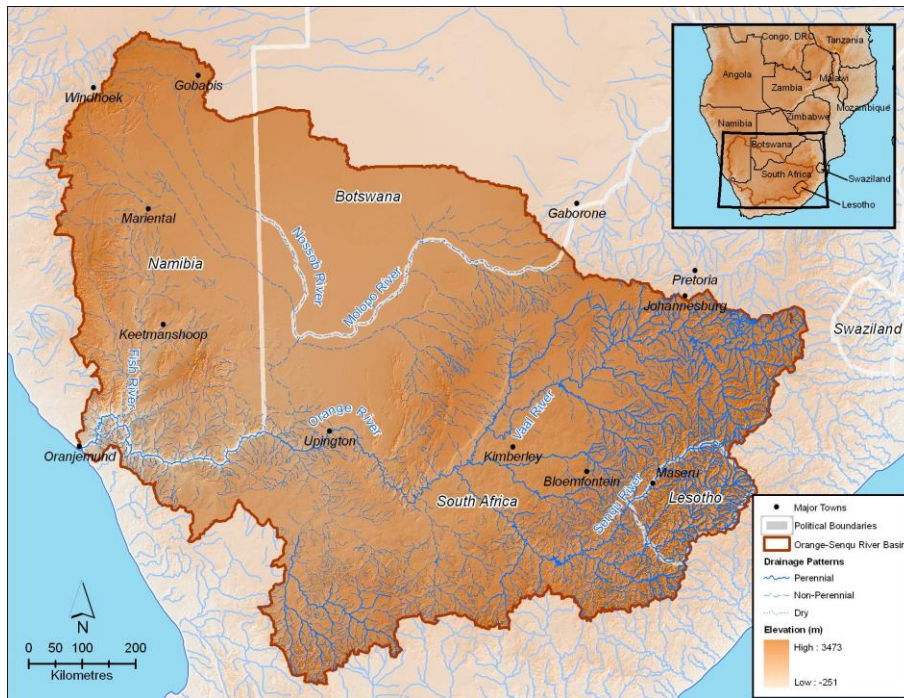 Congo, DRC
Tanzania
Angola
Malawi
Zambia
Mozambique
Zimbabwe
Namibia
Botswana
South Africa
Swaziland
Lesotho
Gobabis
Windhoek
Botswana
Mariental
Gaborone
Nossob River
Namibia
Molopo River
Pretoria
Johannesburg
Keetmanshoop
Swaziland
Fish River
Orange River
Upington
Vaal River
Oranjemund
Kimberley
Bloemfontein
Maseru
Senqu River
South Africa
Lesotho
N
0 50 100 200
Kilometres
Major Towns
Political Boundaries
Orange-Senqu River Basin
Drainage Patterns
Perennial
Non-Perennial
Dry
Elevation (m)
High : 3473
Low : -251